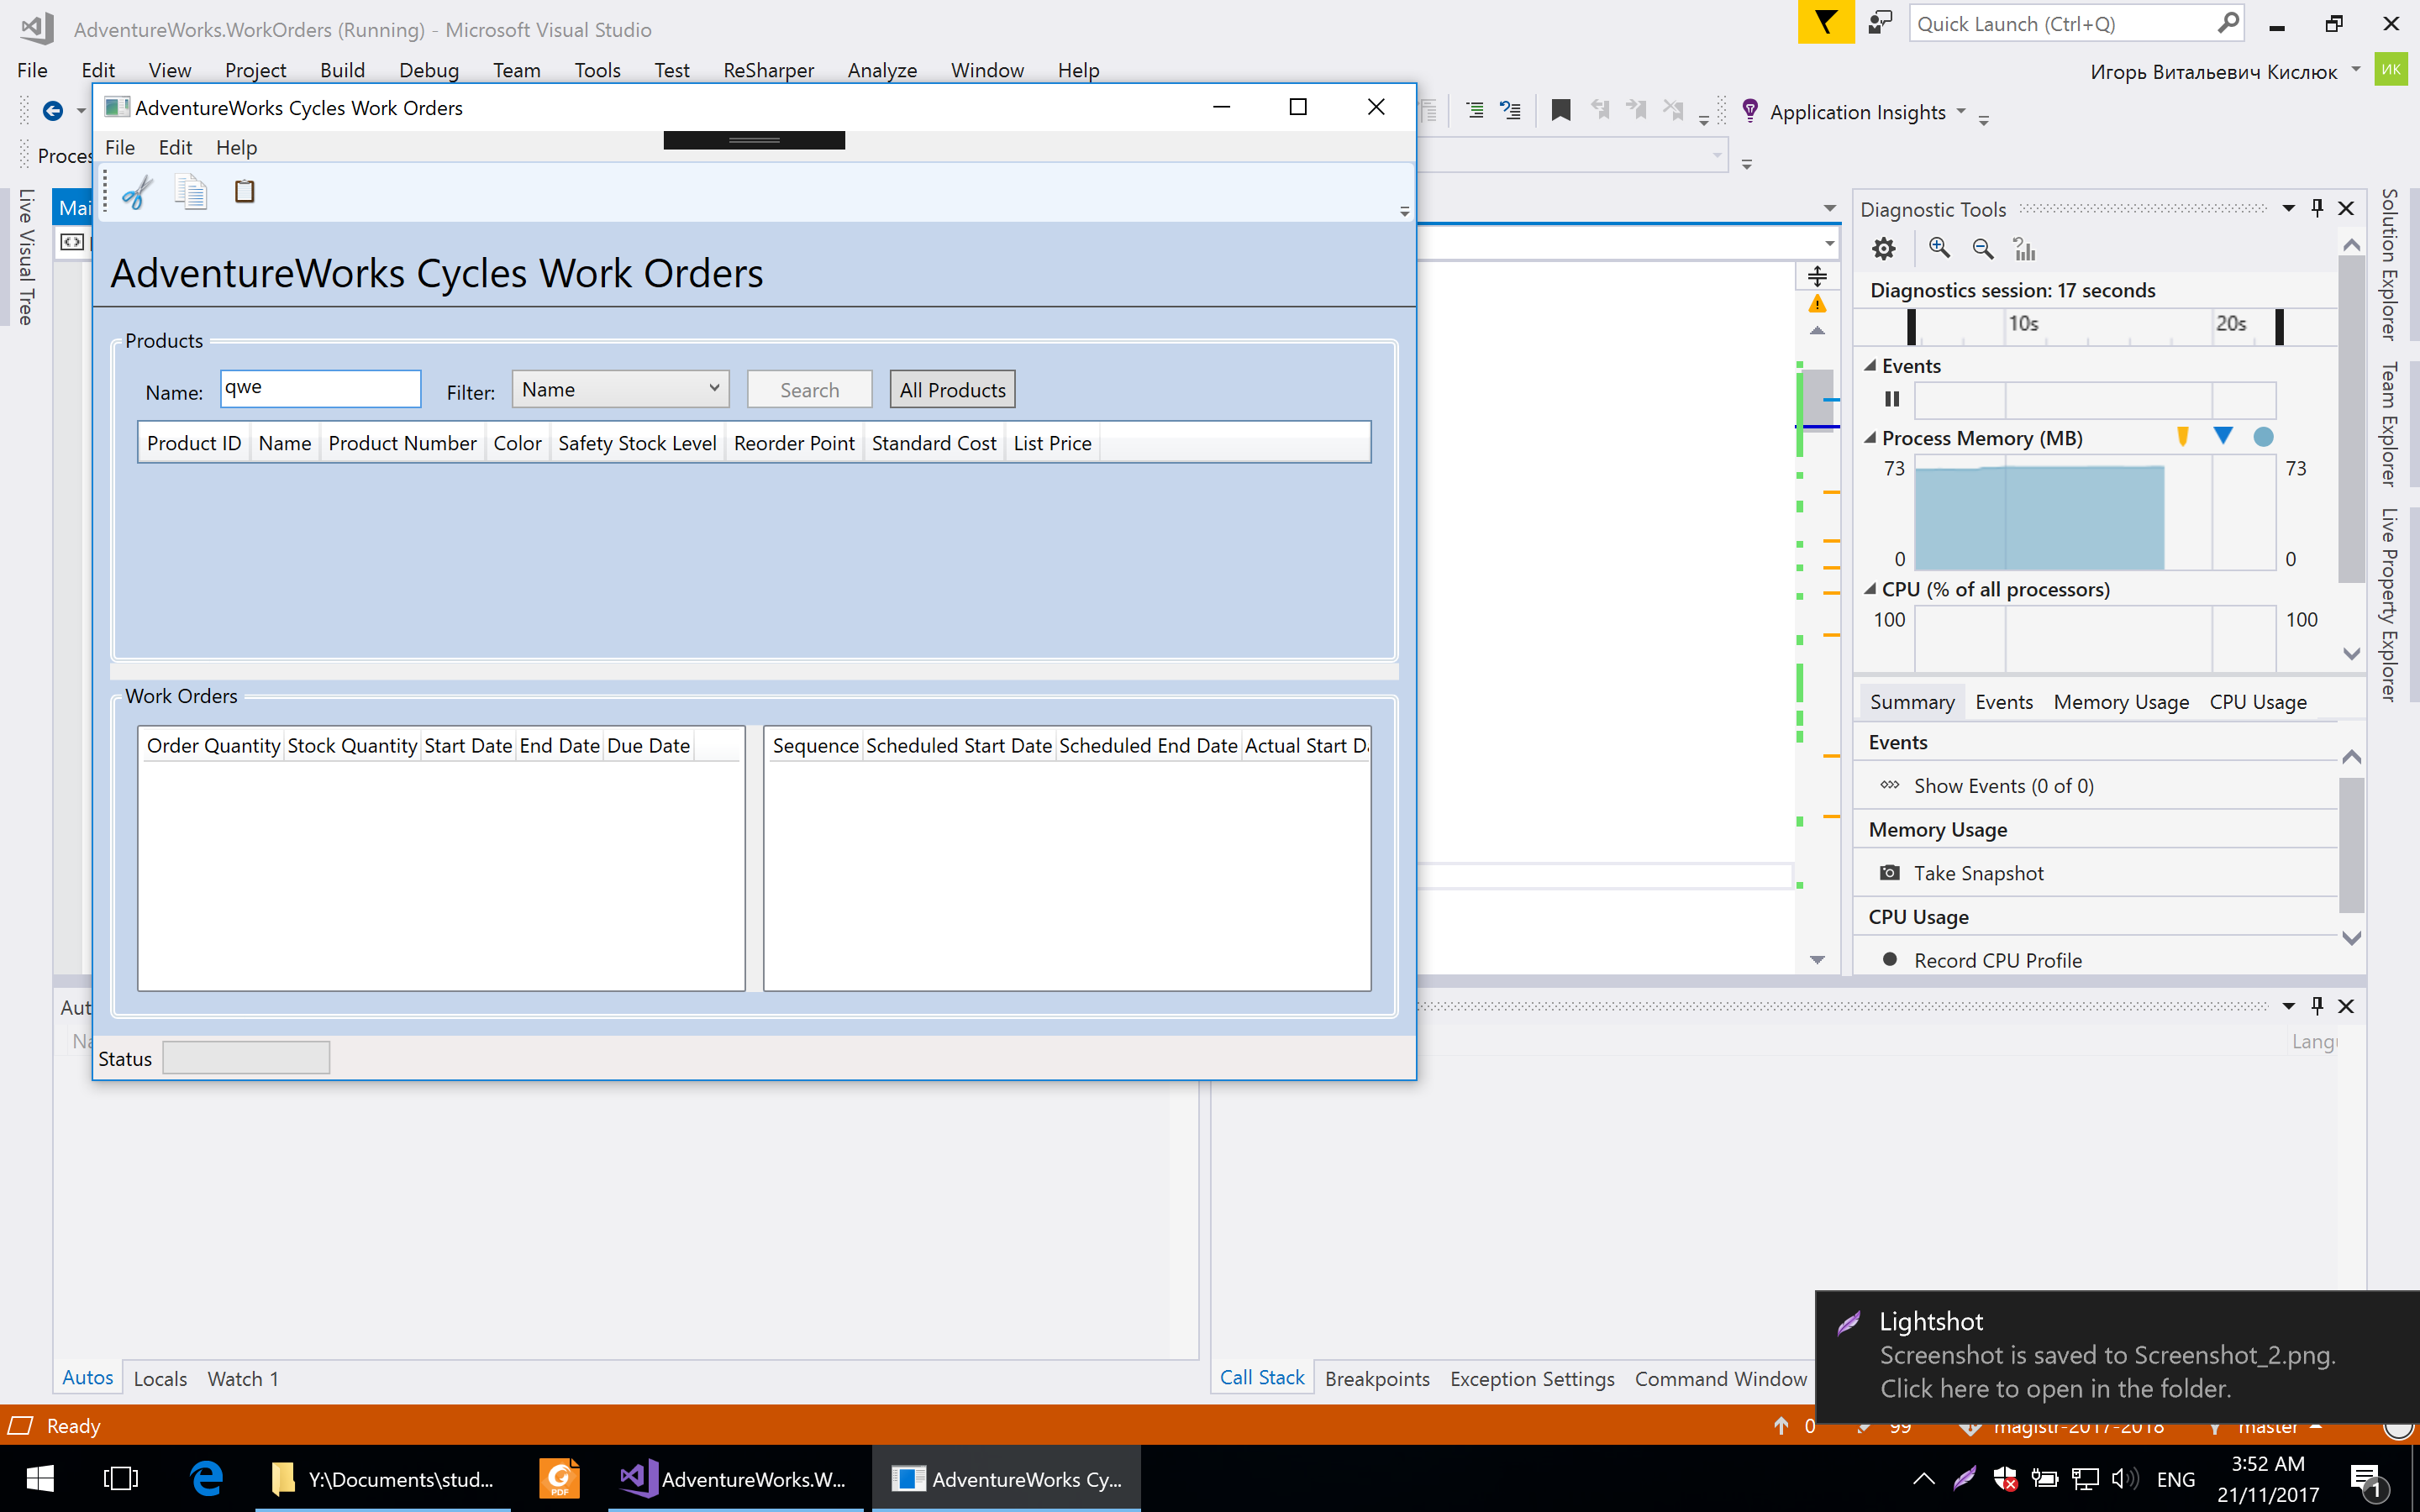 AdventureWorks.WorkOrders (Running) - Microsoft Visual Studio
Quick Launch (Ctrl+Q)
File Edit View Project Build Debug Team Tools Test ReSharper Analyze Window Help
Игорь Витальевич Кислюк ИК
Application Insights
AdventureWorks Cycles Work Orders
File Edit Help
AdventureWorks Cycles Work Orders
Products
Name: qwe Filter: Name Search All Products
Product ID Name Product Number Color Safety Stock Level Reorder Point Standard Cost List Price
Work Orders
Order Quantity Stock Quantity Start Date End Date Due Date
Sequence Scheduled Start Date Scheduled End Date Actual Start Da
Status
Live Visual Tree
Proces
Mai
Aut
Na
Diagnostic Tools
Diagnostics session: 17 seconds
10s 20s
Events
Process Memory (MB)
73 73
0 0
CPU (% of all processors)
100 100
Summary Events Memory Usage CPU Usage
Events
Show Events (0 of 0)
Memory Usage
Take Snapshot
CPU Usage
Record CPU Profile
Solution Explorer
Team Explorer
Live Property Explorer
Lang
Autos Locals Watch 1
Call Stack Breakpoints Exception Settings Command Window
Lightshot
Screenshot is saved to Screenshot_2.png.
Click here to open in the folder.
Ready
0 99 magistr-2017-2018 master
Y:\Documents\stud...
PDF
AdventureWorks.W...
AdventureWorks Cy...
ENG
3:52 AM
21/11/2017
1